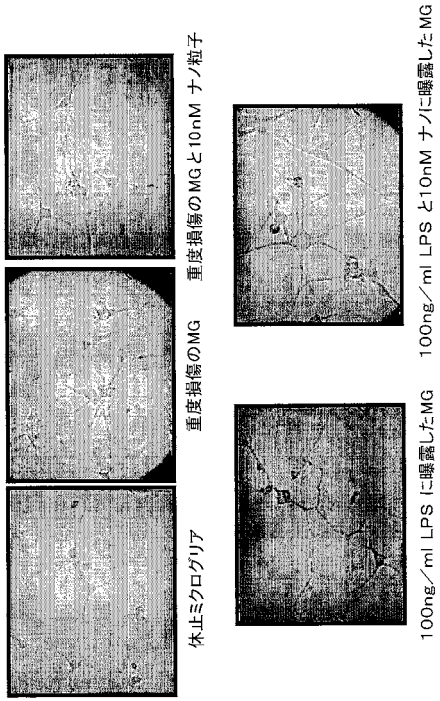 休止ミクログリア
重度損傷のMG
重度損傷のMGと10nM ナノ粒子
100ng/ml LPS に曝露したMG
100ng/ml LPS と10nM ナノに曝露したMG